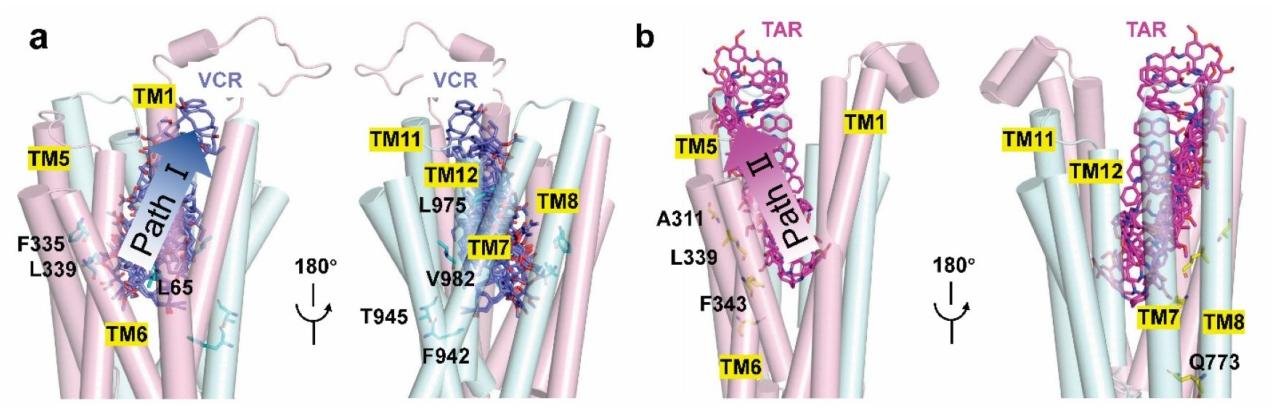 a
VCR
TM1
TM5
Path I
F335
L339
L65
TM6
180°
VCR
TM11
TM12
L975
TM8
TM7
V982
T945
F942
b
TAR
TM5
TM1
Path II
A311
L339
F343
TM6
180°
TAR
TM11
TM12
TM7
TM8
Q773